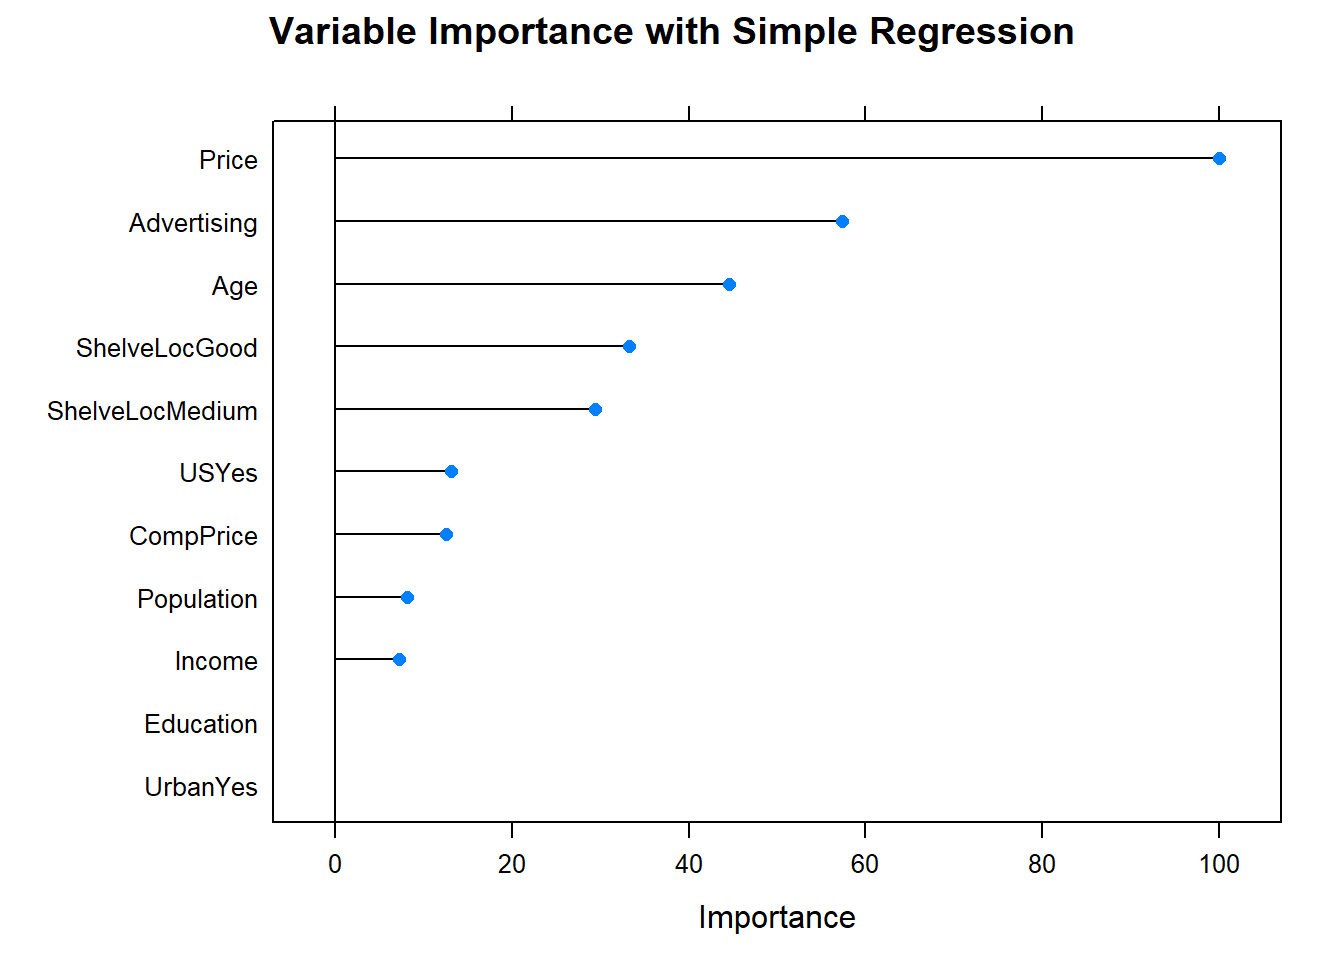 Variable Importance with Simple Regression
Price
Advertising
Age
ShelveLocGood
ShelveLocMedium
USYes
CompPrice
Population
Income
Education
UrbanYes
0 20 40 60 80 100
Importance